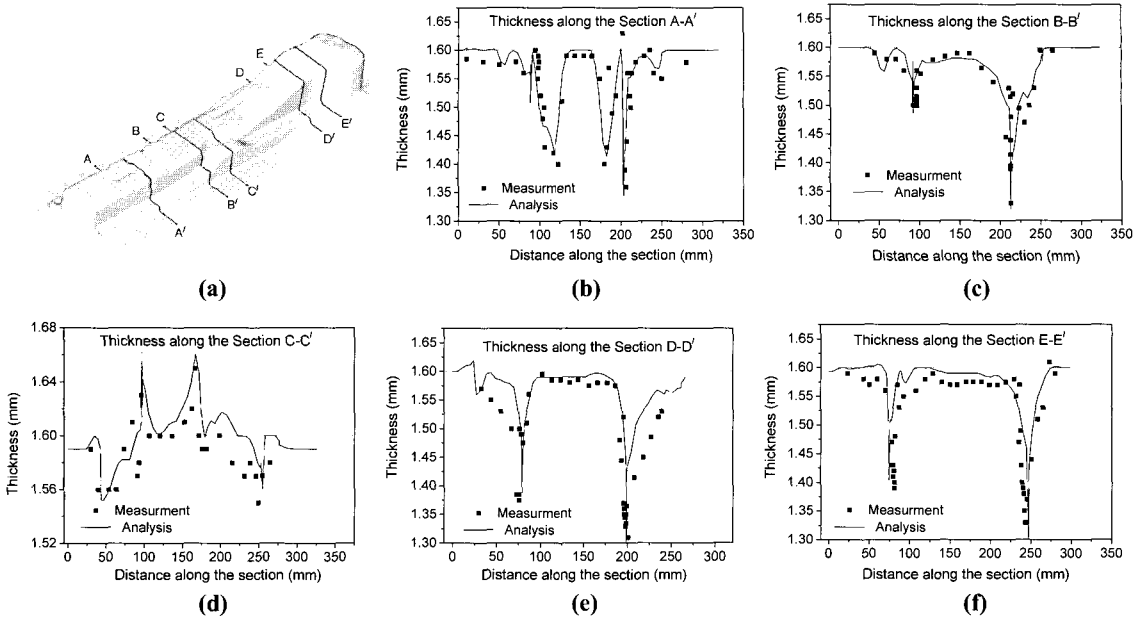 A
B
C
D
E
A′
B′
C′
D′
E′
(a)
Thickness along the Section A-A′
Thickness (mm)
1.60
1.55
1.50
1.45
1.40
1.35
1.30
Measurment
Analysis
0 50 100 150 200 250 300 350
Distance along the section (mm)
(b)
Thickness along the Section B-B′
Thickness (mm)
1.60
1.55
1.50
1.45
1.40
1.35
1.30
Measurment
Analysis
0 50 100 150 200 250 300 350
Distance along the section (mm)
(c)
Thickness along the Section C-C′
Thickness (mm)
1.68
1.64
1.60
1.56
1.52
Measurment
Analysis
0 50 100 150 200 250 300 350
Distance along the section (mm)
(d)
Thickness along the Section D-D′
Thickness (mm)
1.65
1.60
1.55
1.50
1.45
1.40
1.35
1.30
Measurment
Analysis
0 50 100 150 200 250 300
Distance along the section (mm)
(e)
Thickness along the Section E-E′
Thickness (mm)
1.65
1.60
1.55
1.50
1.45
1.40
1.35
1.30
Measurment
Analysis
0 50 100 150 200 250 300 350
Distance along the section (mm)
(f)